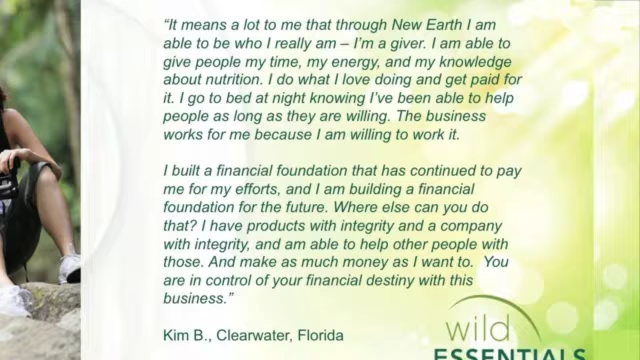 “It means a lot to me that through New Earth I am
able to be who I really am – I’m a giver. I am able to
give people my time, my energy, and my knowledge
about nutrition. I do what I love doing and get paid for
it. I go to bed at night knowing I’ve been able to help
people as long as they are willing. The business
works for me because I am willing to work it.
I built a financial foundation that has continued to pay
me for my efforts, and I am building a financial
foundation for the future. Where else can you do
that? I have products with integrity and a company
with integrity, and am able to help other people with
those. And make as much money as I want to.  You
are in control of your financial destiny with this
business.”
Kim B., Clearwater, Florida
wild
ESSENTIALS